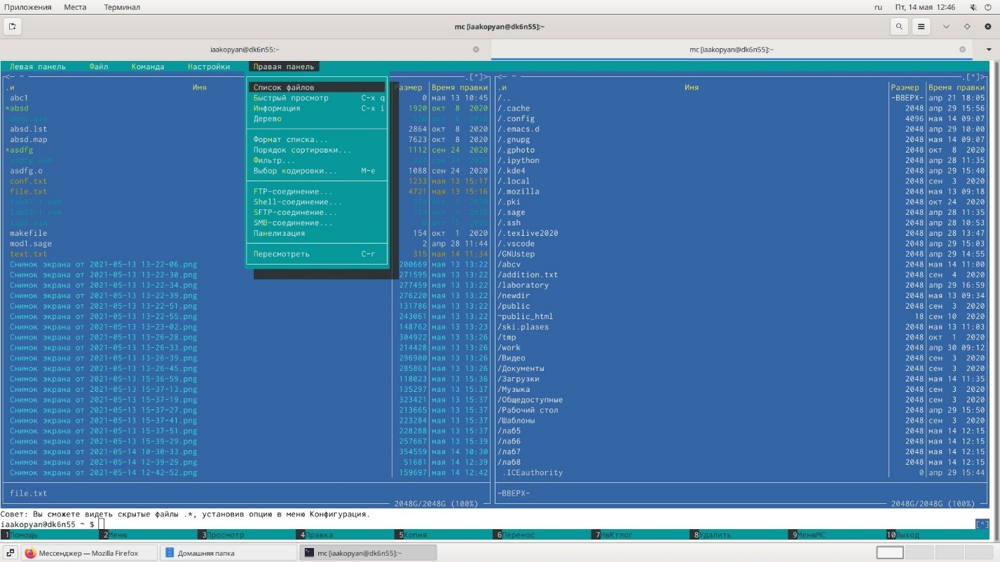 Приложения Места Терминал ru Пт, 14 мая 12:46
mc [iaakopyan@dk6n55]:~
iaakopyan@dk6n55:~ mc [iaakopyan@dk6n55]:~
Левая панель Файл Команда Настройки Правая панель
<— ~ .[^]>
.и Имя Размер Время правки
abc1 0 мая 13 10:45
*absd 1920 окт 8 2020
absd.asm
absd.lst 2864 окт 8 2020
absd.map 7623 окт 8 2020
*asdfg 1112 сен 24 2020
asdfg.asm 324 сен 24 2020
asdfg.o 1088 сен 24 2020
conf.txt 1233 мая 13 15:17
file.txt 4721 мая 13 15:16
lab01-1.asm
lab03-1.asm
lab5.asm
makefile 154 окт 1 2020
mod1.sage 2 апр 28 11:44
text.txt 315 мая 14 11:34
Снимок экрана от 2021-05-13 13-22-06.png 200669 мая 13 13:22
Снимок экрана от 2021-05-13 13-22-30.png 271595 мая 13 13:22
Снимок экрана от 2021-05-13 13-22-34.png 277459 мая 13 13:22
Снимок экрана от 2021-05-13 13-22-39.png 276220 мая 13 13:22
Снимок экрана от 2021-05-13 13-22-51.png 131786 мая 13 13:22
Снимок экрана от 2021-05-13 13-22-55.png 243061 мая 13 13:22
Снимок экрана от 2021-05-13 13-23-02.png 148762 мая 13 13:23
Снимок экрана от 2021-05-13 13-26-28.png 304922 мая 13 13:26
Снимок экрана от 2021-05-13 13-26-33.png 214428 мая 13 13:26
Снимок экрана от 2021-05-13 13-26-39.png 296900 мая 13 13:26
Снимок экрана от 2021-05-13 13-26-45.png 285863 мая 13 13:26
Снимок экрана от 2021-05-13 15-36-59.png 118023 мая 13 15:36
Снимок экрана от 2021-05-13 15-37-13.png 135297 мая 13 15:37
Снимок экрана от 2021-05-13 15-37-19.png 323421 мая 13 15:37
Снимок экрана от 2021-05-13 15-37-27.png 213665 мая 13 15:37
Снимок экрана от 2021-05-13 15-37-41.png 223284 мая 13 15:37
Снимок экрана от 2021-05-13 15-37-51.png 228288 мая 13 15:37
Снимок экрана от 2021-05-13 15-39-29.png 257667 мая 13 15:39
Снимок экрана от 2021-05-14 10-30-33.png 354559 мая 14 10:30
Снимок экрана от 2021-05-14 12-39-29.png 51681 мая 14 12:39
Снимок экрана от 2021-05-14 12-42-52.png 159697 мая 14 12:42
file.txt
2048G/2048G (100%)
Список файлов
Быстрый просмотр C-x q
Информация C-x i
Дерево
Формат списка...
Порядок сортировки...
Фильтр...
Выбор кодировки... M-e
FTP-соединение...
Shell-соединение...
SFTP-соединение...
SMB-соединение...
Панелизация
Пересмотреть C-r
<— ~ .[^]>
.и Имя Размер Время правки
/.. -ВВЕРХ- апр 21 18:05
/.cache 2048 апр 29 15:56
/.config 4096 мая 14 09:07
/.emacs.d 2048 апр 29 10:00
/.gnupg 2048 мая 14 09:07
/.gphoto 2048 окт 8 2020
/.ipython 2048 апр 28 11:35
/.kde4 2048 апр 29 15:40
/.local 2048 сен 3 2020
/.mozilla 2048 мая 13 09:18
/.pki 2048 окт 24 2020
/.sage 2048 апр 28 11:35
/.ssh 2048 апр 28 10:53
/.texlive2020 2048 апр 28 13:47
/.vscode 2048 апр 29 15:03
/GNUstep 2048 апр 29 14:55
/abcv 2048 мая 14 11:00
/addition.txt 2048 сен 4 2020
/laboratory 2048 апр 29 16:59
/newdir 2048 мая 13 09:34
/public 2048 сен 3 2020
~public_html 18 сен 10 2020
/ski.plases 2048 мая 13 11:03
/tmp 2048 окт 1 2020
/work 2048 апр 30 09:12
/Видео 2048 сен 3 2020
/Документы 2048 сен 3 2020
/Загрузки 2048 мая 14 11:35
/Музыка 2048 сен 3 2020
/Общедоступные 2048 сен 3 2020
/Рабочий стол 2048 апр 29 15:50
/Шаблоны 2048 сен 3 2020
/лаб5 2048 мая 14 12:15
/лаб6 2048 мая 14 12:15
/лаб7 2048 мая 14 12:15
/лаб8 2048 мая 14 12:15
.ICEauthority 0 апр 29 15:44
-ВВЕРХ-
2048G/2048G (100%)
Совет: Вы сможете видеть скрытые файлы .*, установив опцию в меню Конфигурация.
iaakopyan@dk6n55 ~ $ [^]
1Помощь 2Меню 3Просмотр 4Правка 5Копия 6Перенос 7НвКтлог 8Удалить 9МенюМС 10Выход
Мессенджер — Mozilla Firefox Домашняя папка mc [iaakopyan@dk6n55]:~